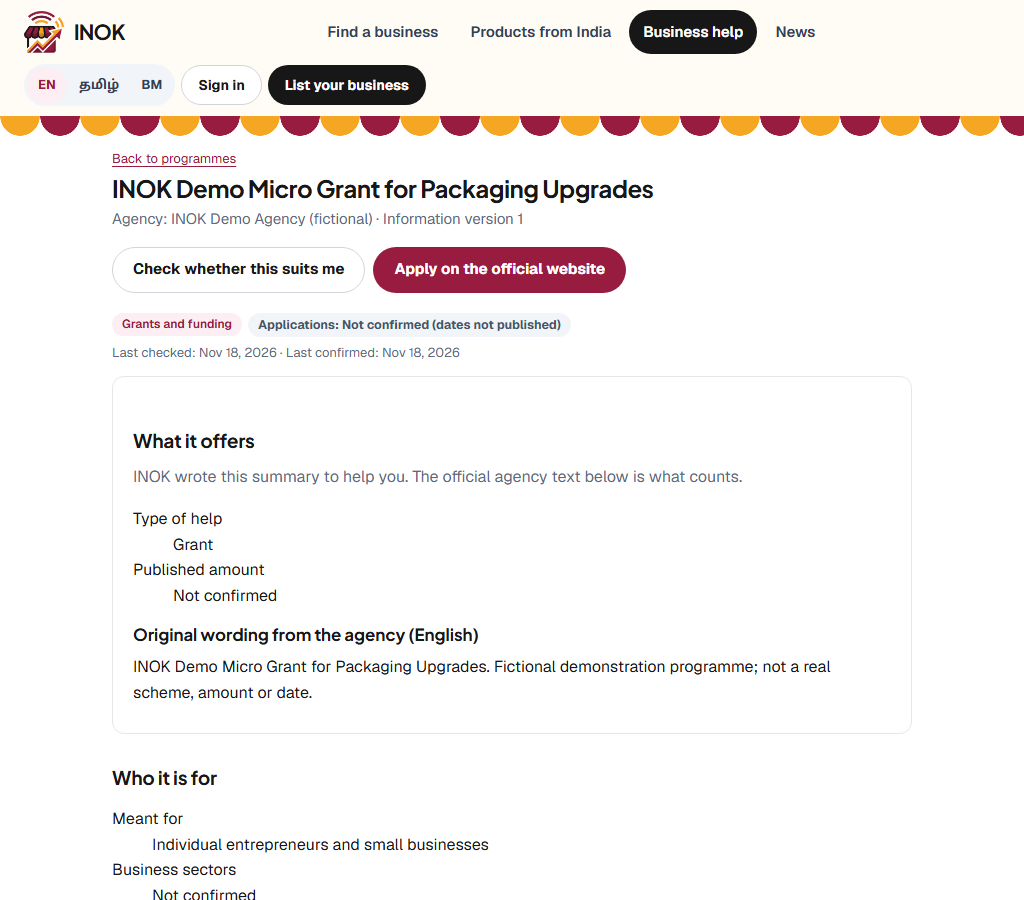 INOK
Find a business
Products from India
Business help
News
EN
தமிழ்
BM
Sign in
List your business
Back to programmes
INOK Demo Micro Grant for Packaging Upgrades
Agency: INOK Demo Agency (fictional) · Information version 1
Check whether this suits me
Apply on the official website
Grants and funding
Applications: Not confirmed (dates not published)
Last checked: Nov 18, 2026 · Last confirmed: Nov 18, 2026
What it offers
INOK wrote this summary to help you. The official agency text below is what counts.
Type of help
Grant
Published amount
Not confirmed
Original wording from the agency (English)
INOK Demo Micro Grant for Packaging Upgrades. Fictional demonstration programme; not a real
scheme, amount or date.
Who it is for
Meant for
Individual entrepreneurs and small businesses
Business sectors
Not confirmed